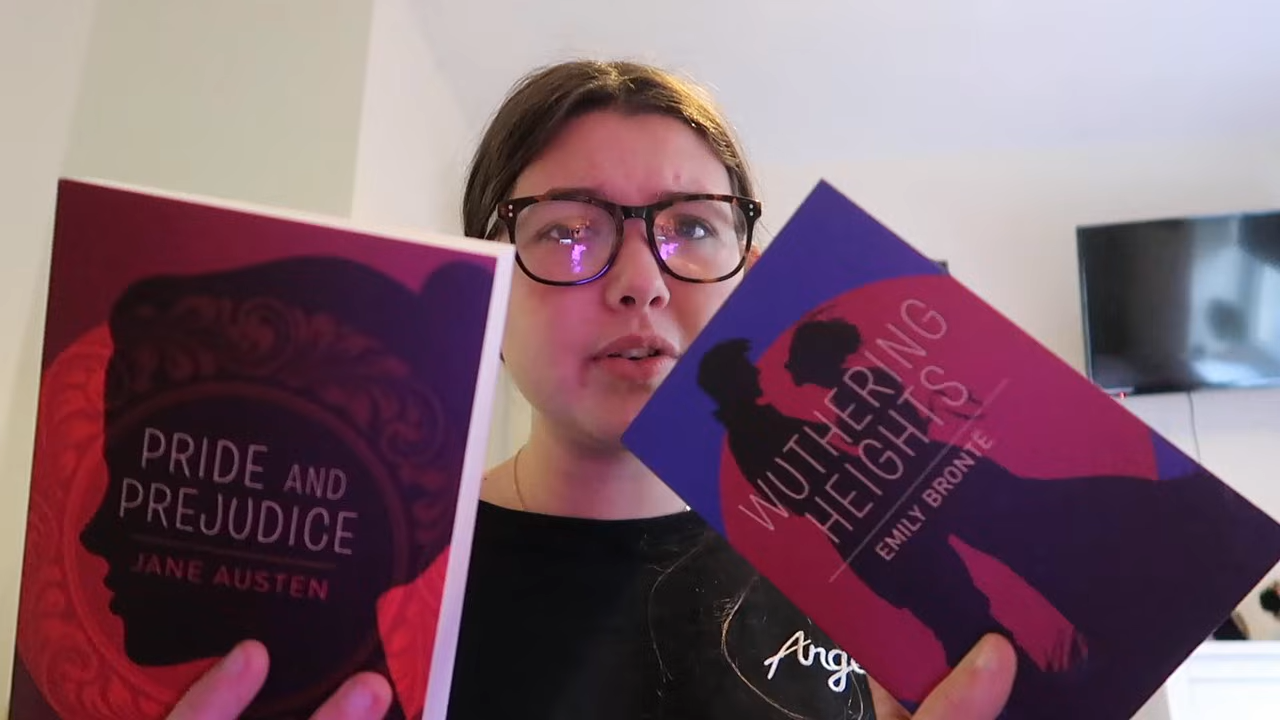 PRIDE AND
PREJUDICE
JANE AUSTEN
WUTHERING
HEIGHTS
EMILY BRONTË